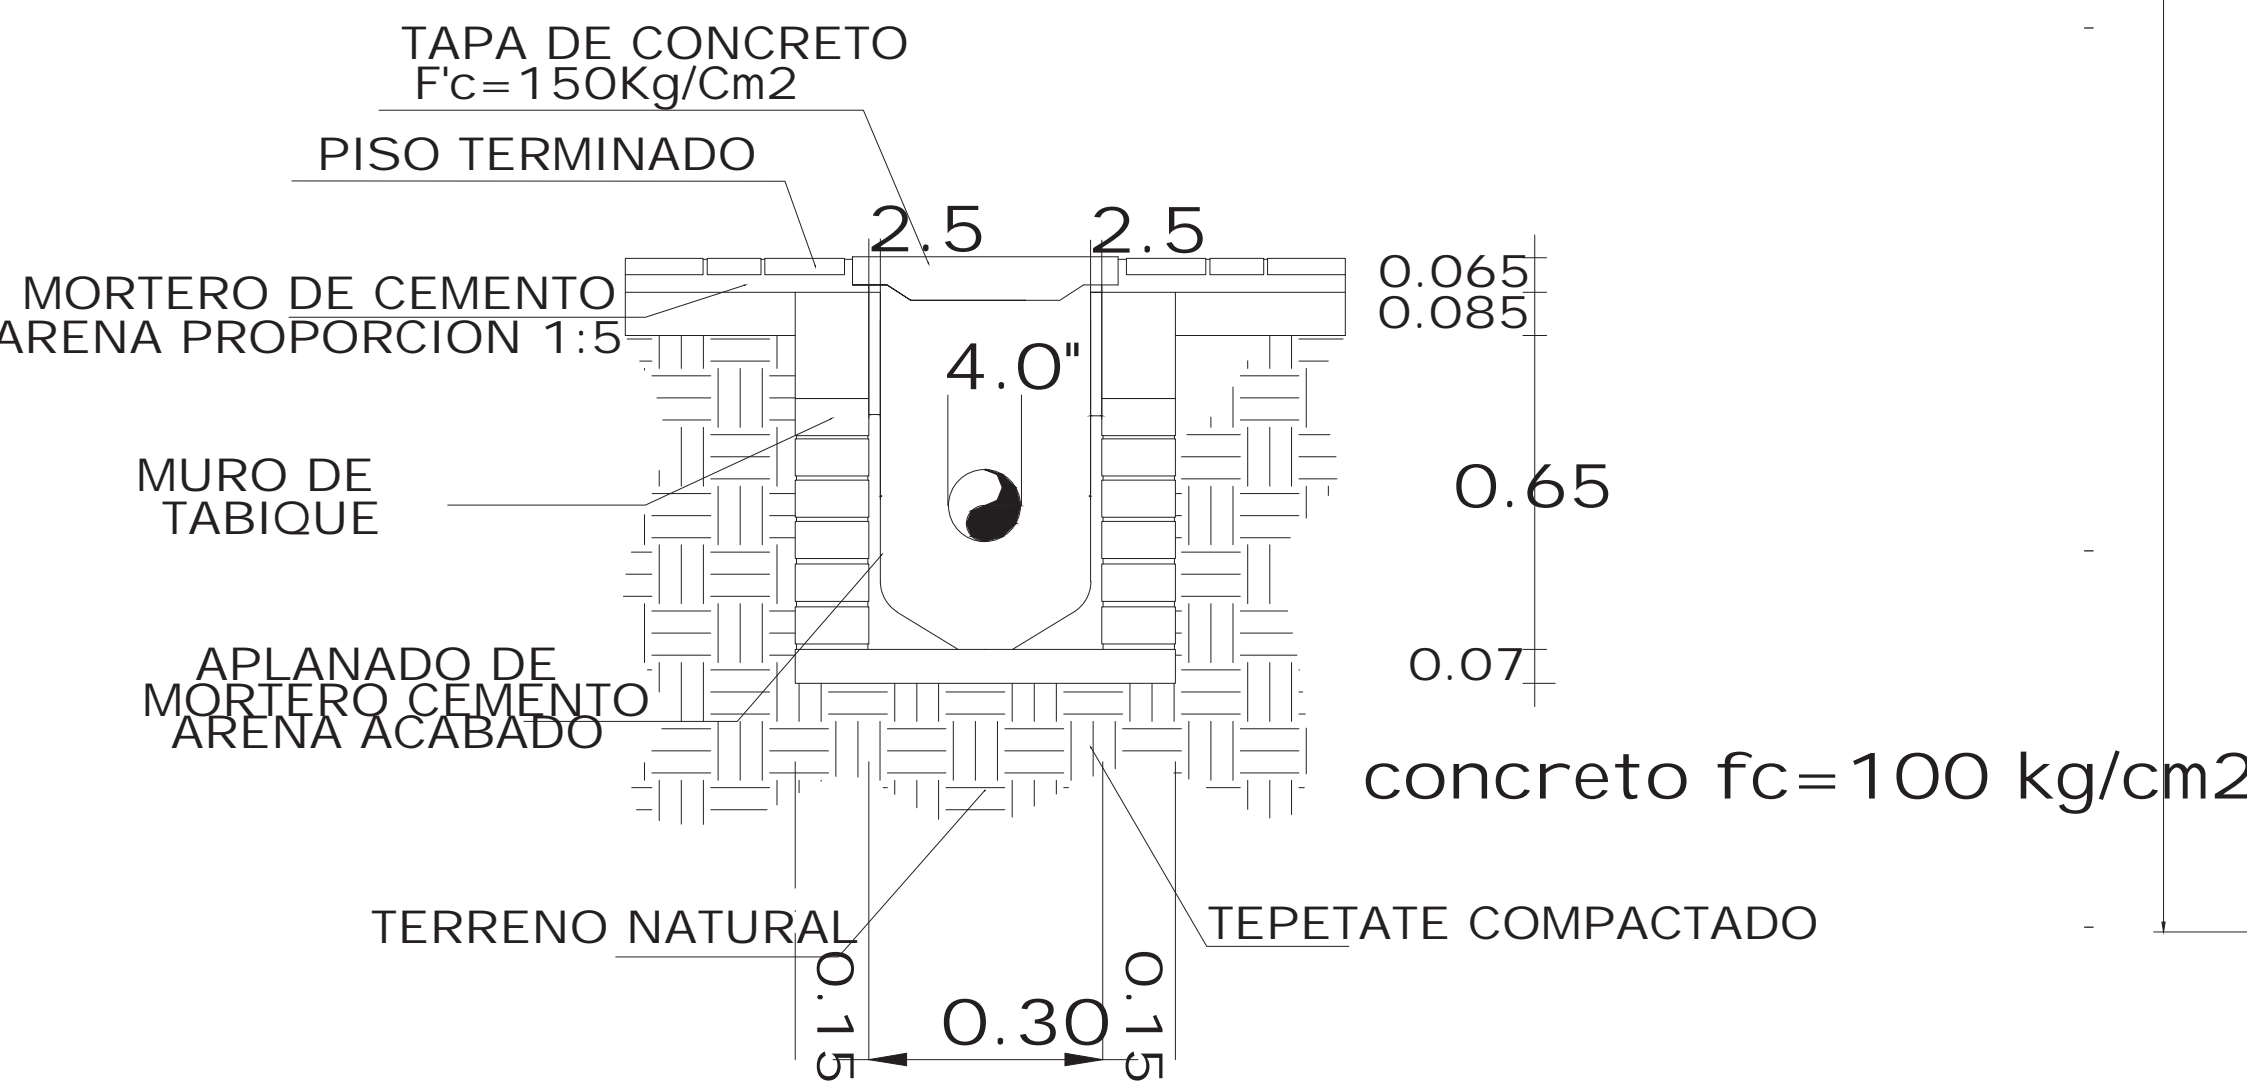 TAPA DE CONCRETO
F'c=150Kg/Cm2
PISO TERMINADO
2.5
2.5
MORTERO DE CEMENTO
ARENA PROPORCION 1:5
0.065
0.085
4.0"
MURO DE
TABIQUE
0.65
APLANADO DE
MORTERO CEMENTO
ARENA ACABADO
0.07
concreto fc=100 kg/cm2
TERRENO NATURAL
TEPETATE COMPACTADO
0.15
0.30
0.15